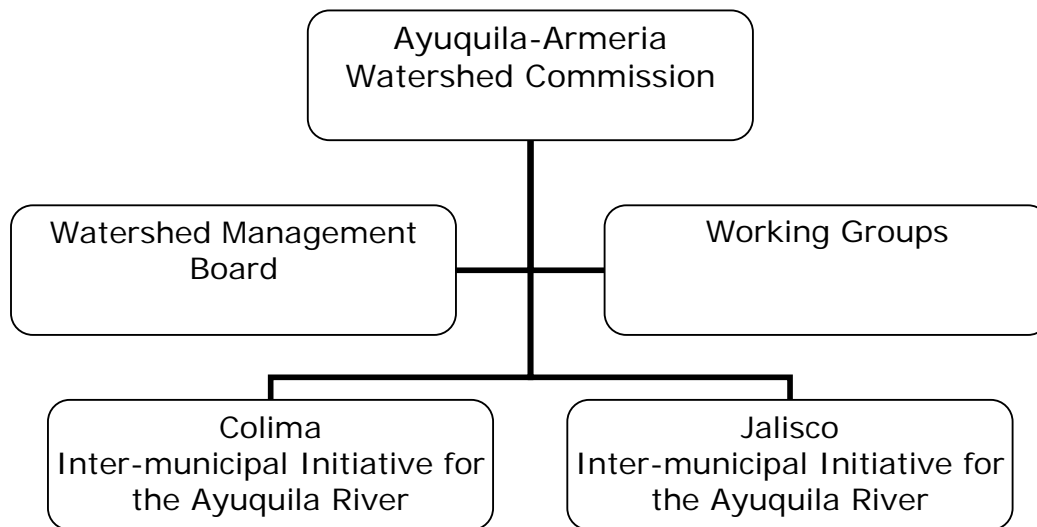 Ayuquila-Armeria
Watershed Commission
Watershed Management
Board
Working Groups
Colima
Inter-municipal Initiative for
the Ayuquila River
Jalisco
Inter-municipal Initiative for
the Ayuquila River